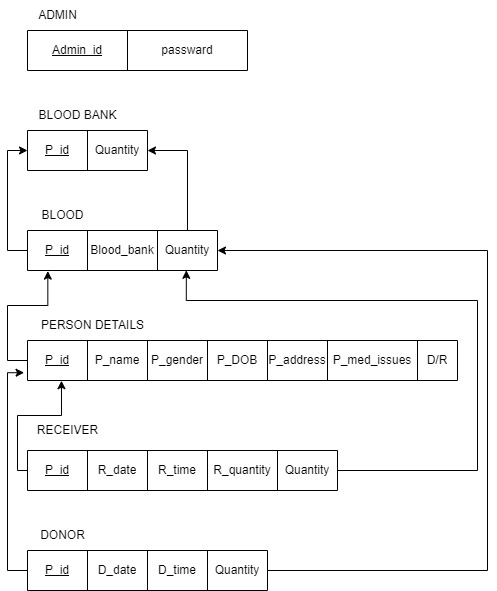 ADMIN
Admin_id passward
BLOOD BANK
P_id Quantity
BLOOD
P_id Blood_bank Quantity
PERSON DETAILS
P_id P_name P_gender P_DOB P_address P_med_issues D/R
RECEIVER
P_id R_date R_time R_quantity Quantity
DONOR
P_id D_date D_time Quantity